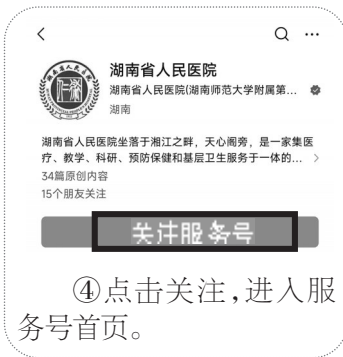 湖南省人民医院
湖南省人民医院(湖南师范大学附属第...
湖南
湖南省人民医院坐落于湘江之畔，天心阁旁，是一家集医
疗、教学、科研、预防保健和基层卫生服务于一体的...
34篇原创内容
15个朋友关注
关注服务号
④点击关注,进入服
务号首页。